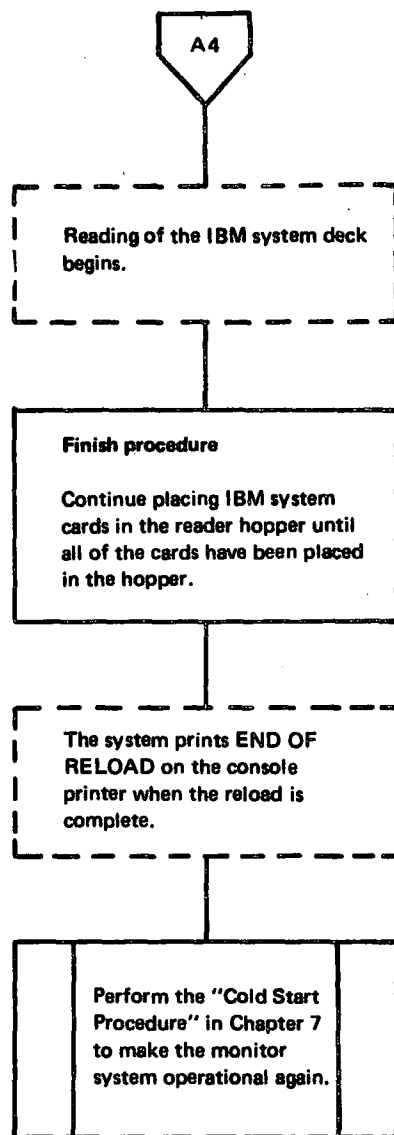 A4
Reading of the IBM system deck
begins.
Finish procedure
Continue placing IBM system
cards in the reader hopper until
all of the cards have been placed
in the hopper.
The system prints END OF
RELOAD on the console
printer when the reload is
complete.
Perform the "Cold Start
Procedure" in Chapter 7
to make the monitor
system operational again.